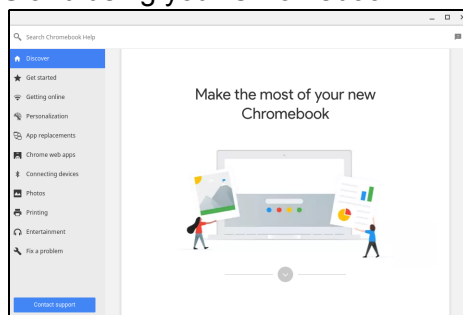 Search Chromebook Help
Discover
Get started
Getting online
Personalization
App replacements
Chrome web apps
Connecting devices
Photos
Printing
Entertainment
Fix a problem
Contact support
Make the most of your new
Chromebook